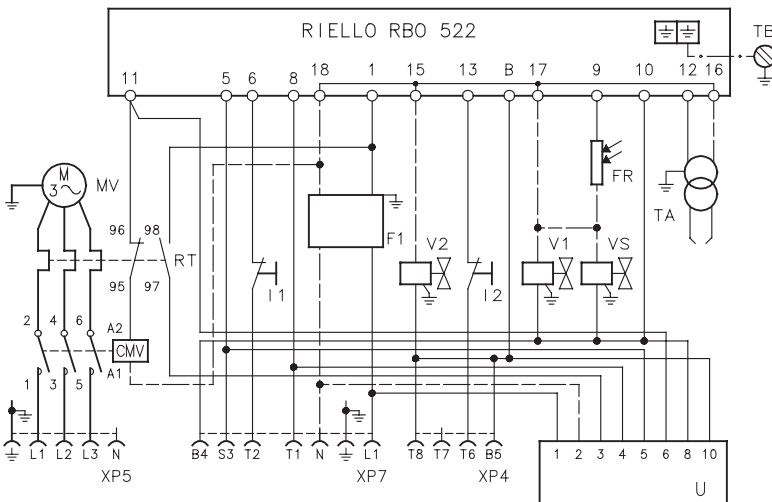 RIELLO RBO 522
TB
11 5 6 8 18 1 15 13 B 17 9 10 12 16
M
3~
MV
FR
TA
96 98
RT
F1
V2
V1
VS
95 97
I1
I2
2 4 6 A2
CMV
1 3 5 A1
L1 L2 L3 N
B4 S3 T2 T1 N L1 T8 T7 T6 B5
XP5
XP7
XP4
1 2 3 4 5 6 8 10
U